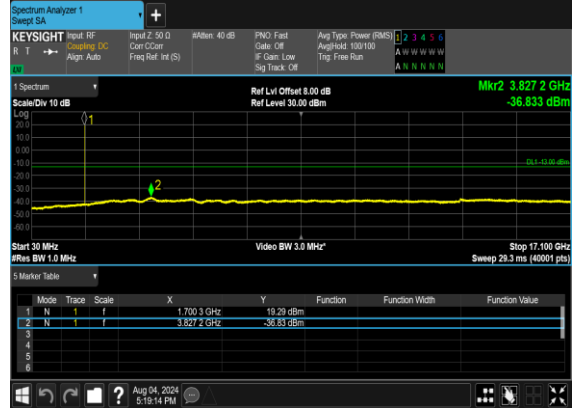 Spectrum Analyzer 1
Swept SA
+
KEYSIGHT Input: RF Input Z: 50 Ω #Atten: 40 dB PNO: Fast Avg Type: Power (RMS) 1 2 3 4 5 6
R T Coupling: DC Corr CCorr Gate: Off Avg|Hold: 100/100 A W W W W W
Align: Auto Freq Ref: Int (S) IF Gain: Low Trig: Free Run
Sig Track: Off A N N N N N
1 Spectrum Ref Lvl Offset 8.00 dB Mkr2 3.827 2 GHz
Scale/Div 10 dB Ref Level 30.00 dBm -36.833 dBm
Log
20.0
10.0
0.00
-10.0
-20.0
-30.0
-40.0
-50.0
-60.0
1
2
DL1 -13.00 dBm
Start 30 MHz Video BW 3.0 MHz* Stop 17.100 GHz
#Res BW 1.0 MHz Sweep 29.3 ms (40001 pts)
5 Marker Table
Mode Trace Scale X Y Function Function Width Function Value
1 N 1 f 1.700 3 GHz 19.29 dBm
2 N 1 f 3.827 2 GHz -36.83 dBm
3
4
5
6
? Aug 04, 2024
5:19:14 PM